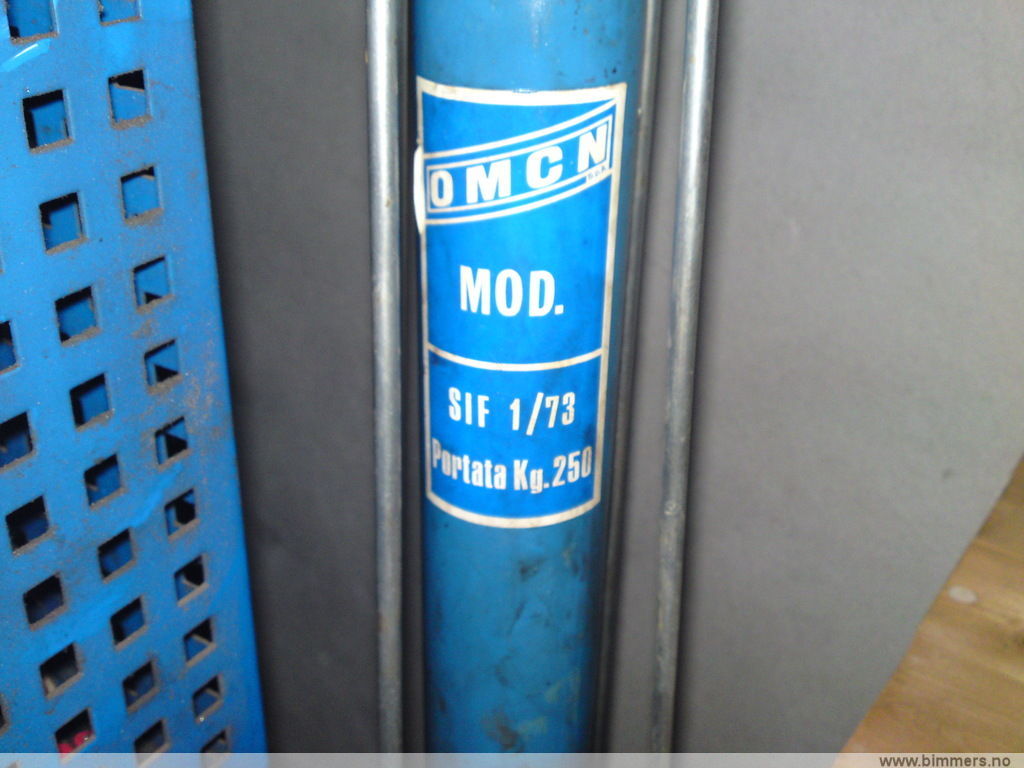 OMCN
MOD.
SIF 1/73
Portata Kg. 250
www.bimmers.no